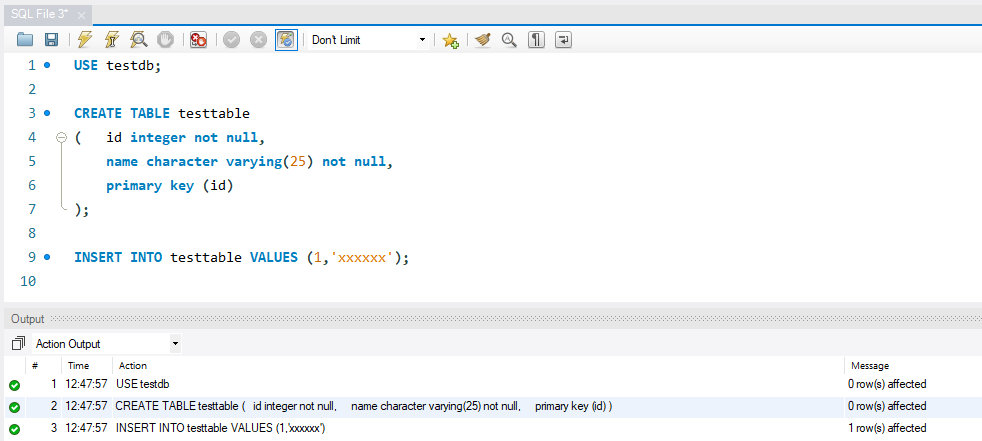 SQL File 3*
Don't Limit
1 USE testdb;
2
3 CREATE TABLE testtable
4 ( id integer not null,
5 name character varying(25) not null,
6 primary key (id)
7 );
8
9 INSERT INTO testtable VALUES (1,'xxxxxx');
10
Output
Action Output
# Time Action Message
1 12:47:57 USE testdb 0 row(s) affected
2 12:47:57 CREATE TABLE testtable ( id integer not null, name character varying(25) not null, primary key (id) ) 0 row(s) affected
3 12:47:57 INSERT INTO testtable VALUES (1,'xxxxxx') 1 row(s) affected